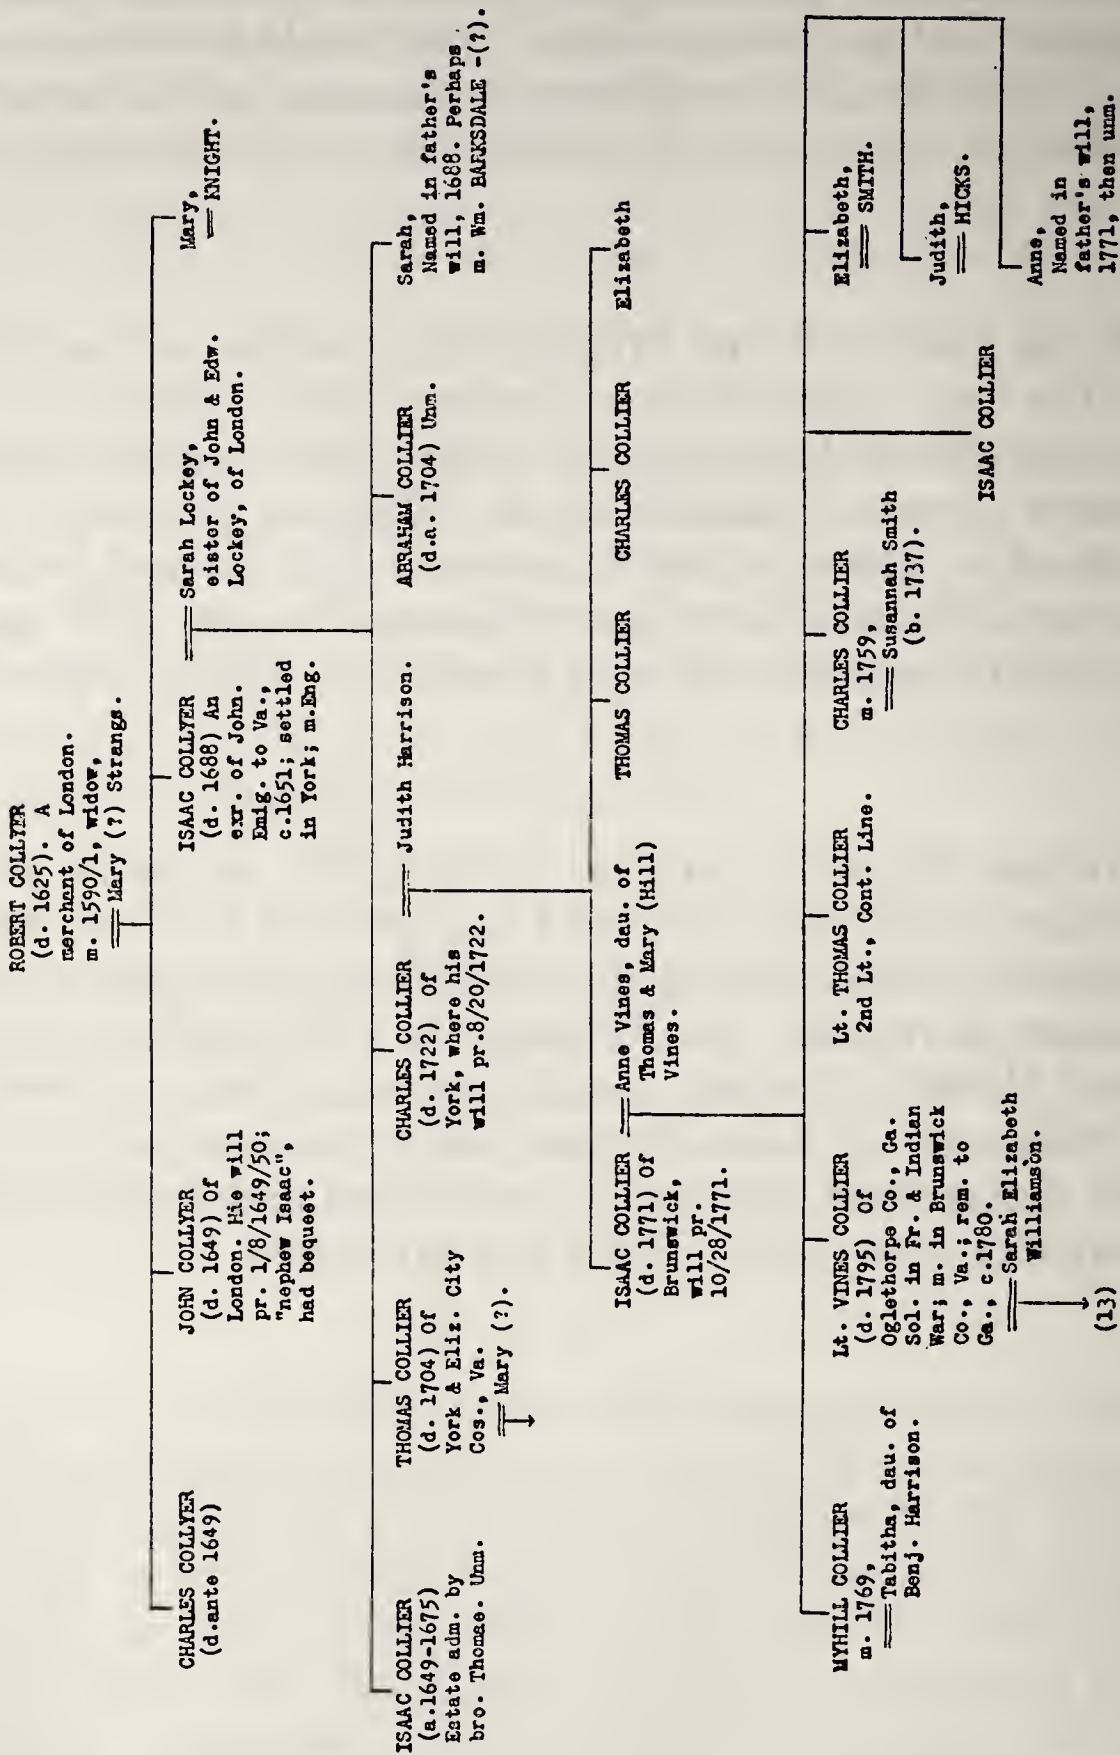 ROBERT COLLYER
(d. 1625). A
merchant of London.
m. 1590/1, widow,
Mary (?) Strangs.
CHARLES COLLYER
(d.ante 1649)
JOHN COLLYER
(d. 1649) of
London. His will
pr. 1/8/1649/50;
"nephew Isaac",
had bequest.
ISAAC COLLYER
(d. 1688) An
exr. of John.
Emig. to Va.,
c.1651; settled
in York; m.Eng.
Sarah Lockey,
sister of John & Edw.
Lockey, of London.
Mary,
KNIGHT.
ISAAC COLLIER
(a.1649-1675)
Estate adm. by
bro. Thomae. Unm.
THOMAS COLLIER
(d. 1704) of
York & Eliz. City
Cos., Va.
Mary (?).
CHARLES COLLIER
(d. 1722) of
York, where his
will pr.8/20/1722.
Judith Harrison.
ABRAHAM COLLIER
(d.a. 1704) Unm.
Sarah,
Named in father's
will, 1688. Perhaps
m. Wm. BARKSDALE -(?).
ISAAC COLLIER
(d. 1771) of
Brunswick,
will pr.
10/28/1771.
Anne Vines, dau. of
Thomas & Mary (Hill)
Vines.
THOMAS COLLIER
CHARLES COLLIER
Elizabeth
MYHILL COLLIER
m. 1769,
Tabitha, dau. of
Benj. Harrison.
Lt. VINES COLLIER
(d. 1795) of
Oglethorpe Co., Ga.
Sol. in Fr. & Indian
War; m. in Brunswick
Co., Va.; rem. to
Ga., c.1780.
Sarah Elizabeth
Williamson.
(13)
Lt. THOMAS COLLIER
2nd Lt., Cont. Line.
CHARLES COLLIER
m. 1759,
Susannah Smith
(b. 1737).
ISAAC COLLIER
Elizabeth,
SMITH.
Judith,
HICKS.
Anne,
Named in
father's will,
1771, then unm.